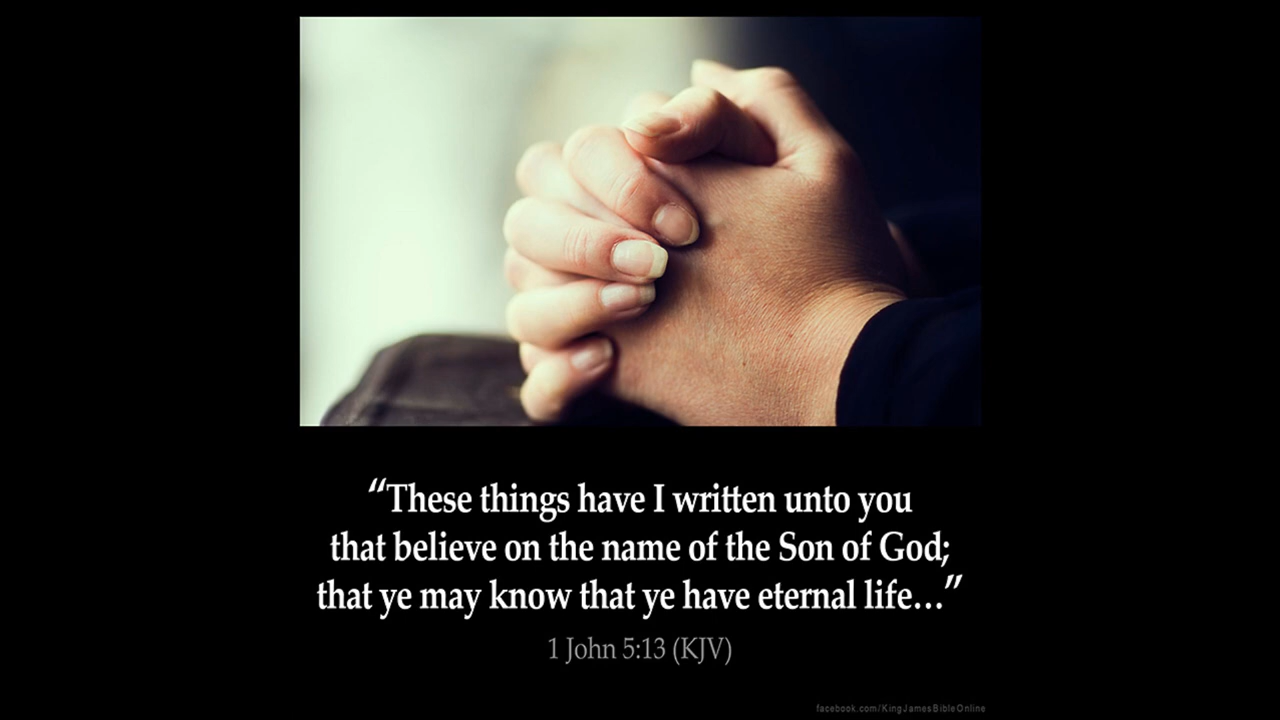 “These things have I written unto you
that believe on the name of the Son of God;
that ye may know that ye have eternal life...”
1 John 5:13 (KJV)
facebook.com/KingJamesBibleOnline